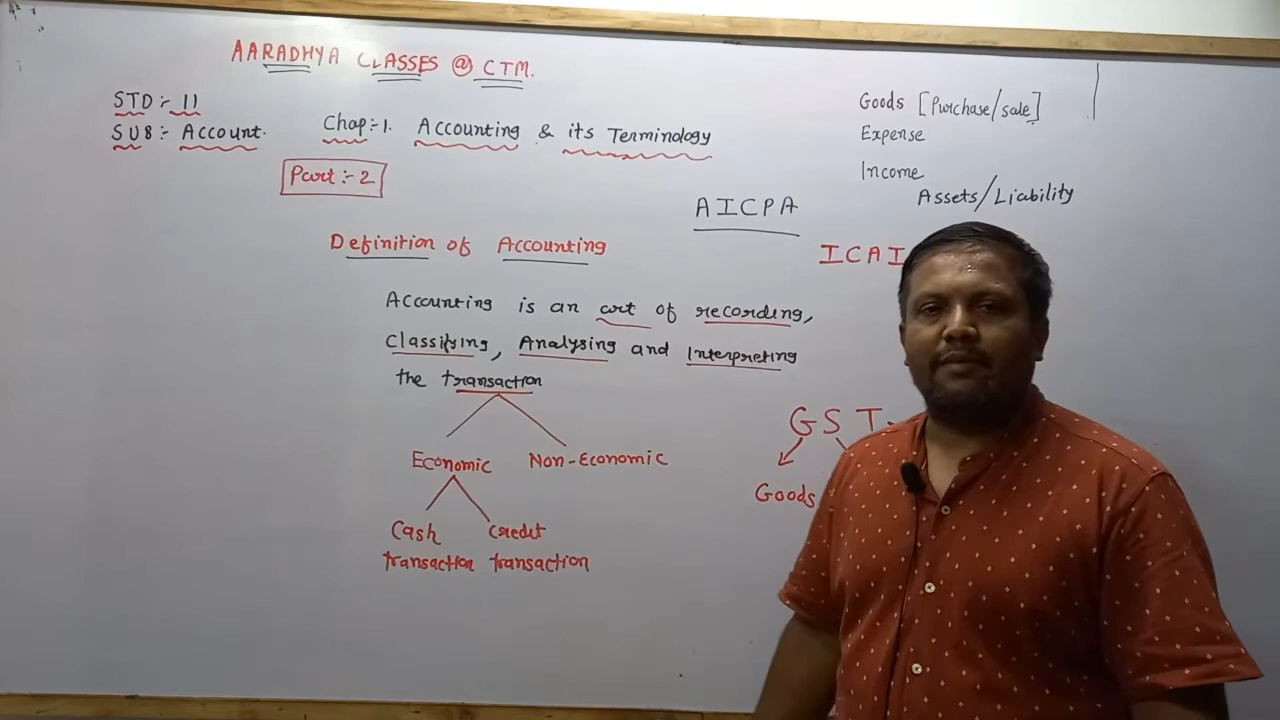 AARADHYA CLASSES @ CTM.
STD :- 11
SUB :- Account.
Chap :- 1. Accounting & its Terminology
Part :- 2
Goods [Purchase/sale]
Expense
Income
Assets/Liability
AICPA
ICAI
Definition of Accounting
Accounting is an art of recording,
Classifying, Analysing and Interpreting
the transaction
Economic Non-Economic
Cash Credit
transaction transaction
GST
Goods